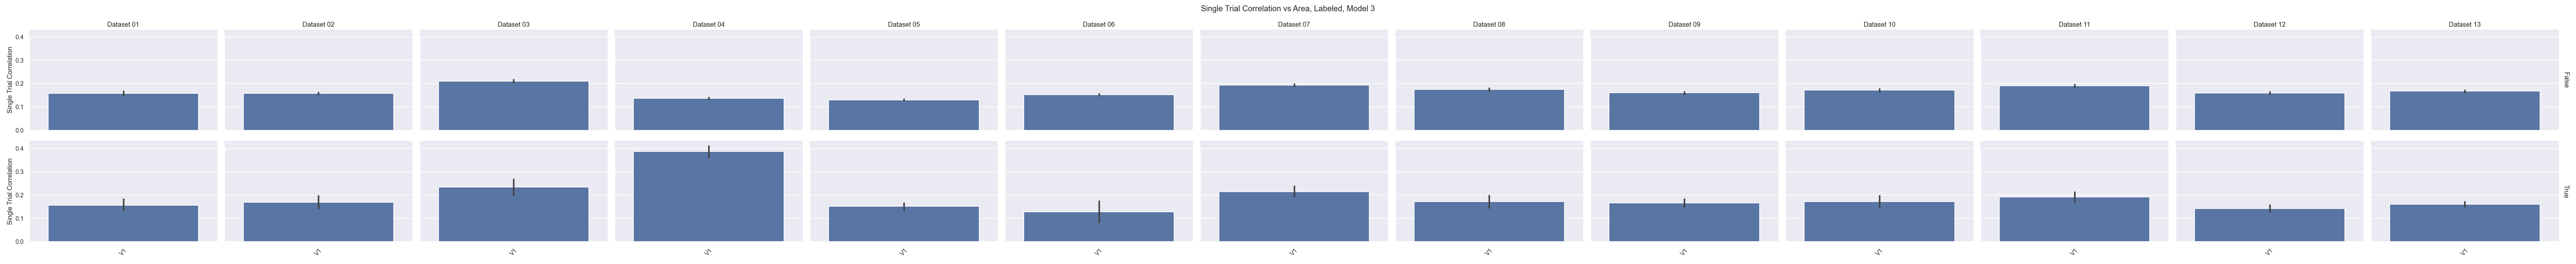 Single Trial Correlation vs Area, Labeled, Model 3
Dataset 01 Dataset 02 Dataset 03 Dataset 04 Dataset 05 Dataset 06 Dataset 07 Dataset 08 Dataset 09 Dataset 10 Dataset 11 Dataset 12 Dataset 13
Single Trial Correlation
0.4
0.3
0.2
0.1
0.0
False
Single Trial Correlation
0.4
0.3
0.2
0.1
0.0
True
V1 V1 V1 V1 V1 V1 V1 V1 V1 V1 V1 V1 V1